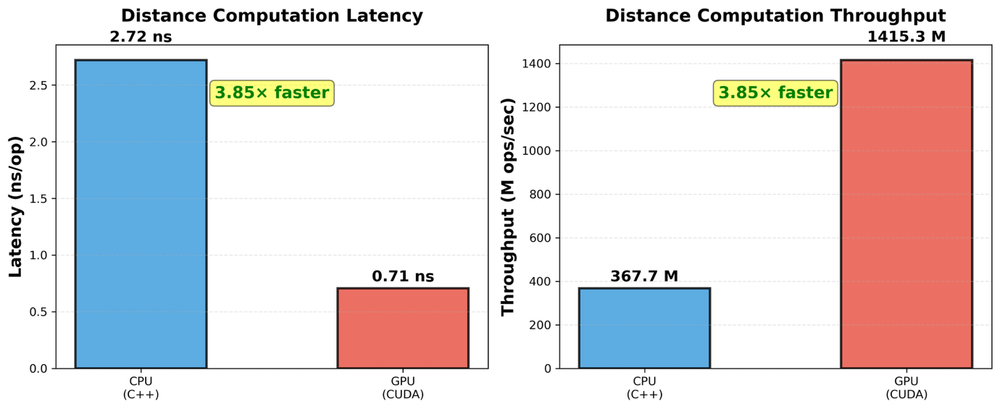 Distance Computation Latency
2.72 ns
3.85× faster
0.71 ns
Latency (ns/op)
2.5
2.0
1.5
1.0
0.5
0.0
CPU
(C++)
GPU
(CUDA)
Distance Computation Throughput
1415.3 M
3.85× faster
367.7 M
Throughput (M ops/sec)
1400
1200
1000
800
600
400
200
0
CPU
(C++)
GPU
(CUDA)